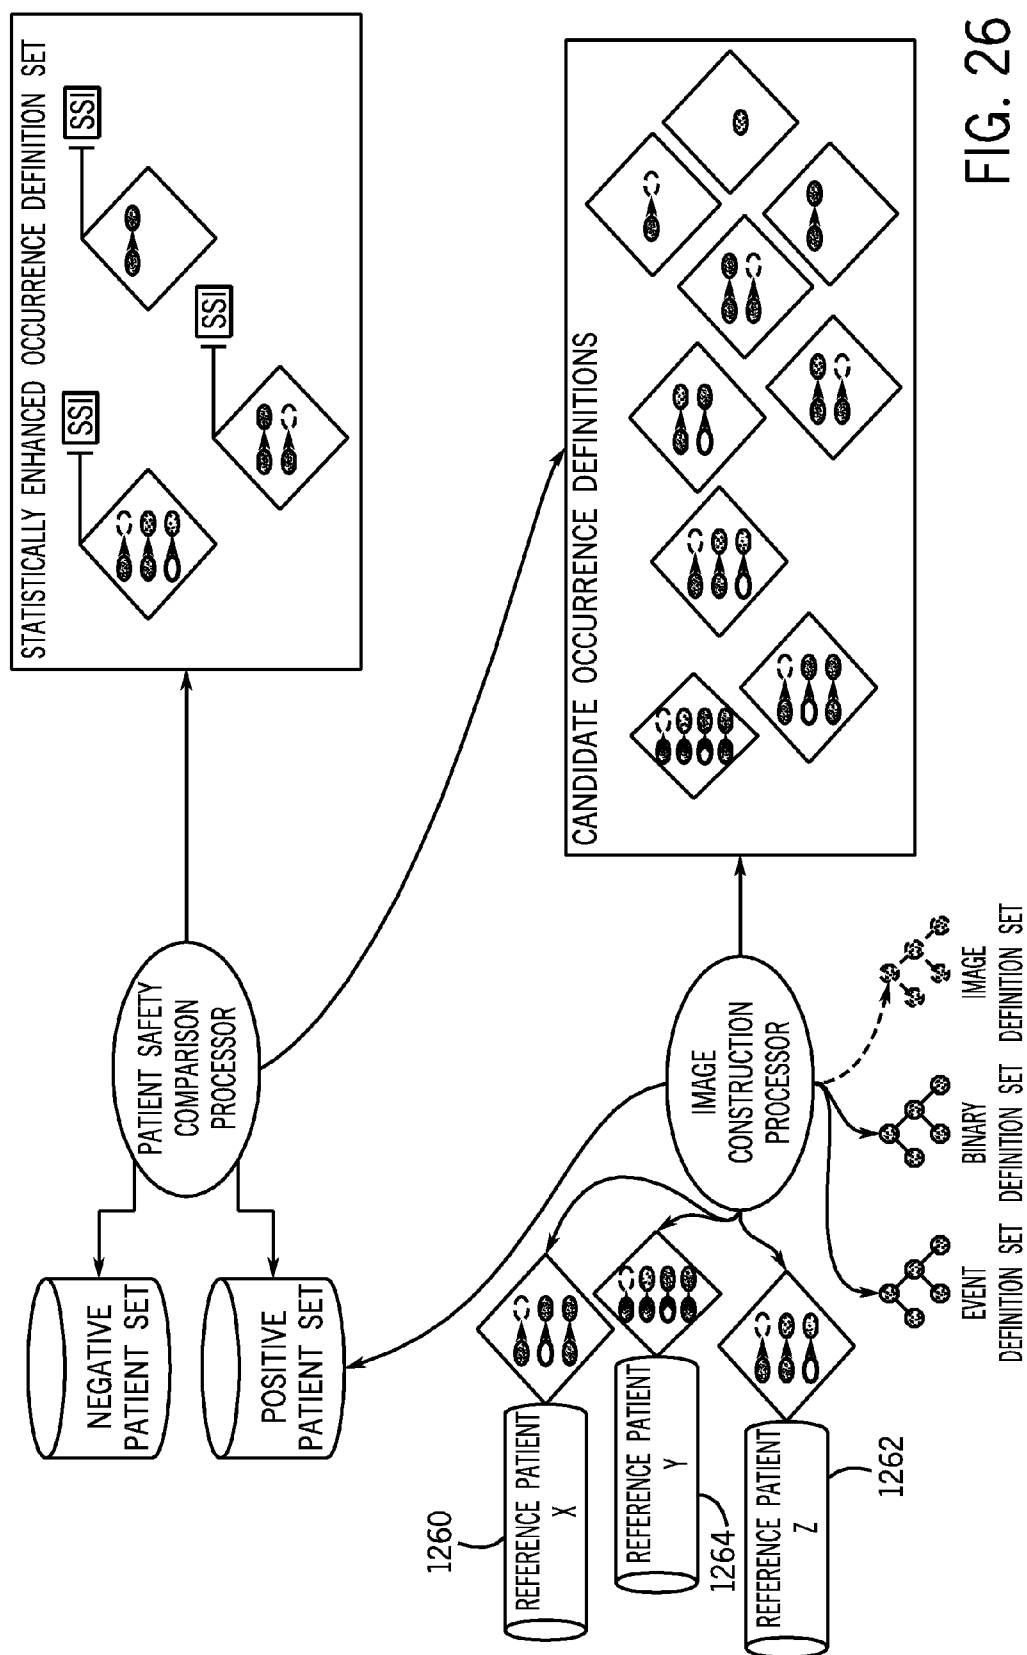 STATISTICALLY ENHANCED OCCURRENCE DEFINITION SET
SSI
SSI
SSI
NEGATIVE
PATIENT SET
POSITIVE
PATIENT SET
PATIENT SAFETY
COMPARISON
PROCESSOR
CANDIDATE OCCURRENCE DEFINITIONS
1260
REFERENCE PATIENT
X
REFERENCE PATIENT
Y
1264
REFERENCE PATIENT
Z
1262
IMAGE
CONSTRUCTION
PROCESSOR
EVENT
DEFINITION SET
BINARY
DEFINITION SET
IMAGE
DEFINITION SET
FIG. 26